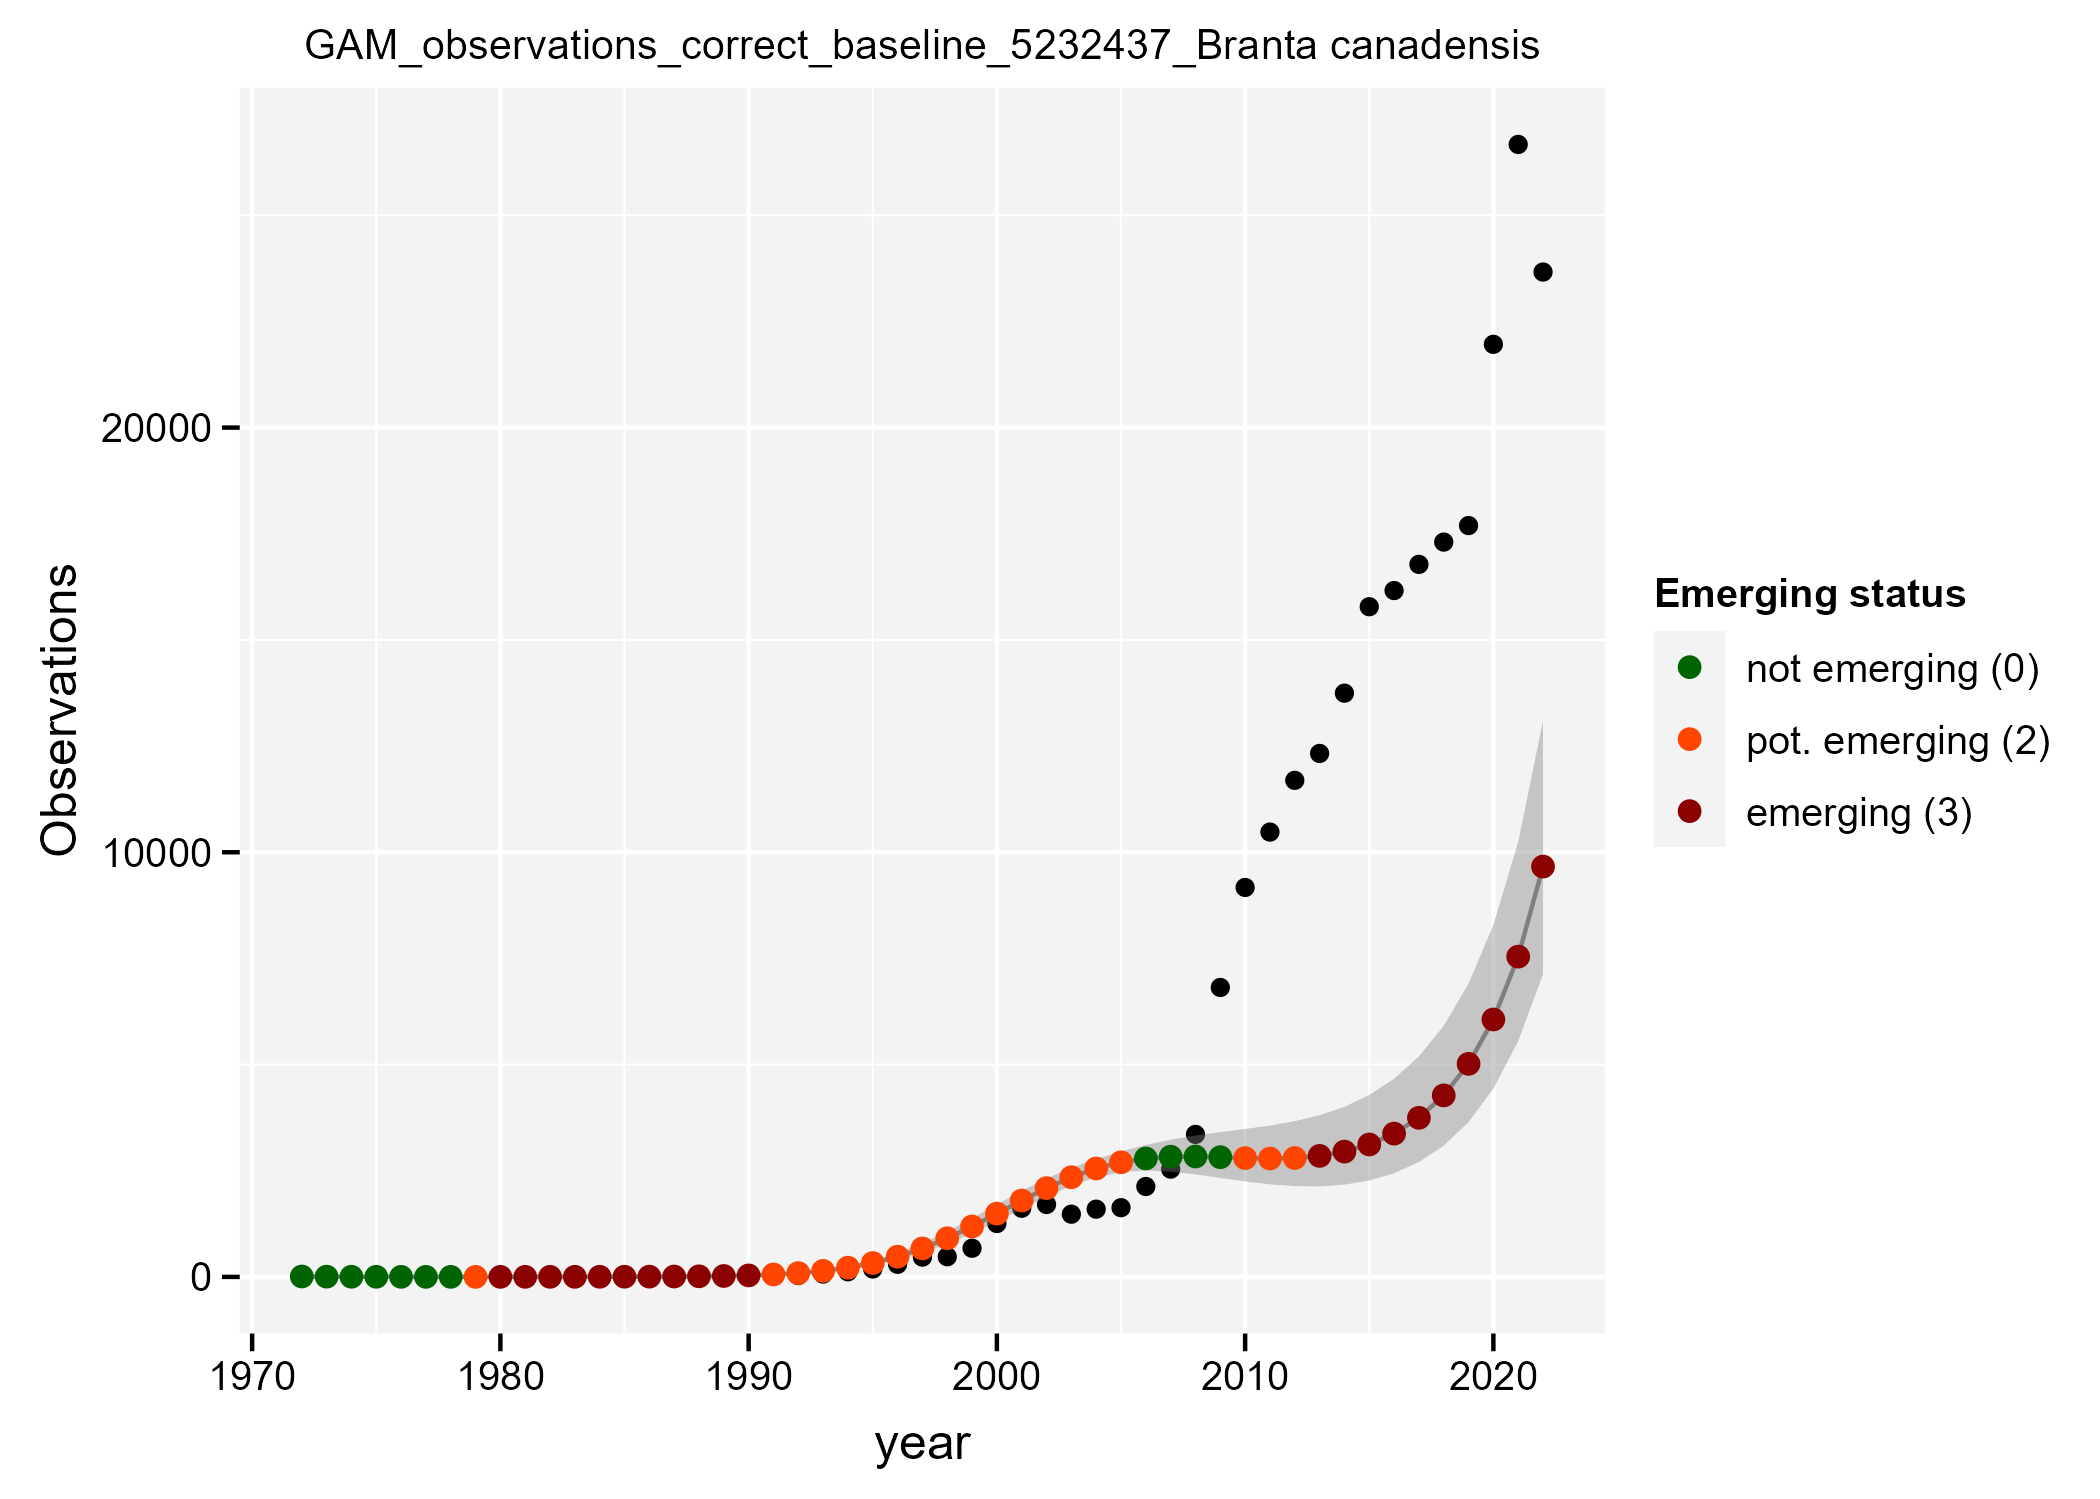 GAM_observations_correct_baseline_5232437_Branta canadensis
Observations
20000
10000
0
1970 1980 1990 2000 2010 2020
year
Emerging status
not emerging (0)
pot. emerging (2)
emerging (3)